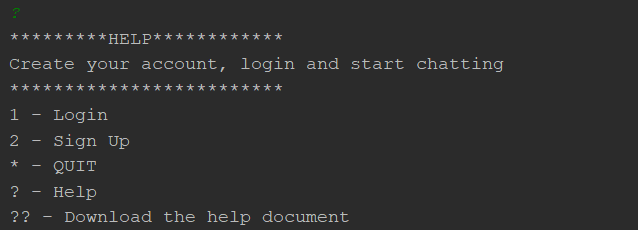 ?
*********HELP************
Create your account, login and start chatting
*************************
1 - Login
2 - Sign Up
* - QUIT
? - Help
?? - Download the help document